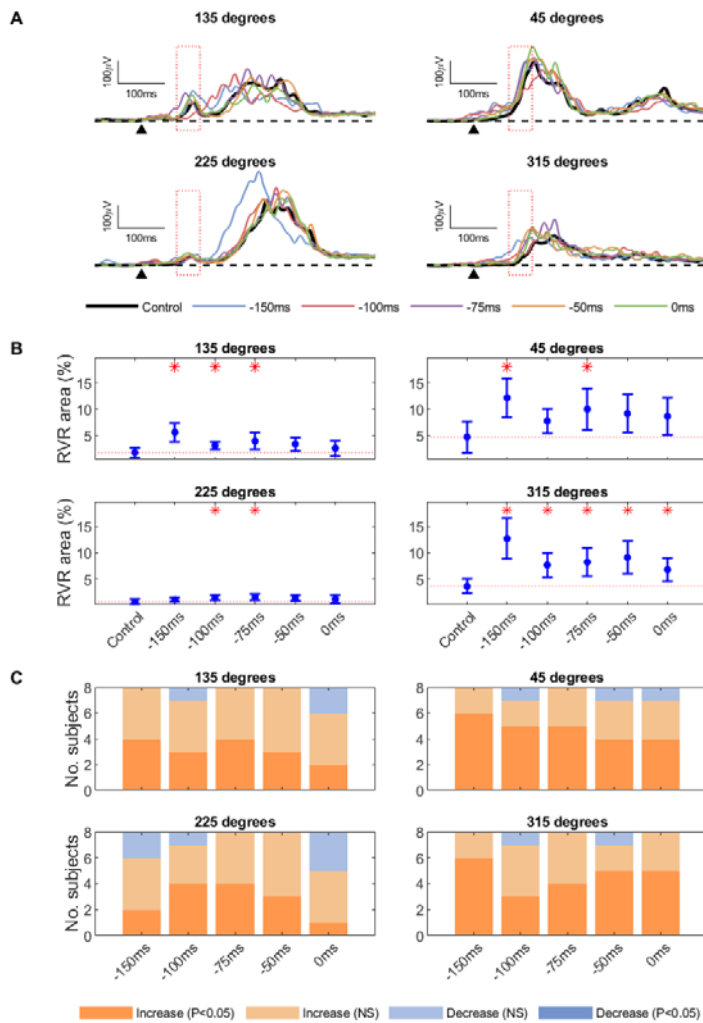 A
135 degrees
45 degrees
100μV
100ms
100μV
100ms
225 degrees
315 degrees
100μV
100ms
100μV
100ms
Control -150ms -100ms -75ms -50ms 0ms
B
135 degrees
45 degrees
RVR area (%)
15
10
5
15
10
5
225 degrees
315 degrees
RVR area (%)
15
10
5
15
10
5
Control -150ms -100ms -75ms -50ms 0ms
Control -150ms -100ms -75ms -50ms 0ms
C
135 degrees
45 degrees
No. subjects
8
6
4
2
0
8
6
4
2
0
225 degrees
315 degrees
No. subjects
8
6
4
2
0
8
6
4
2
0
-150ms -100ms -75ms -50ms 0ms
-150ms -100ms -75ms -50ms 0ms
Increase (P<0.05) Increase (NS) Decrease (NS) Decrease (P<0.05)